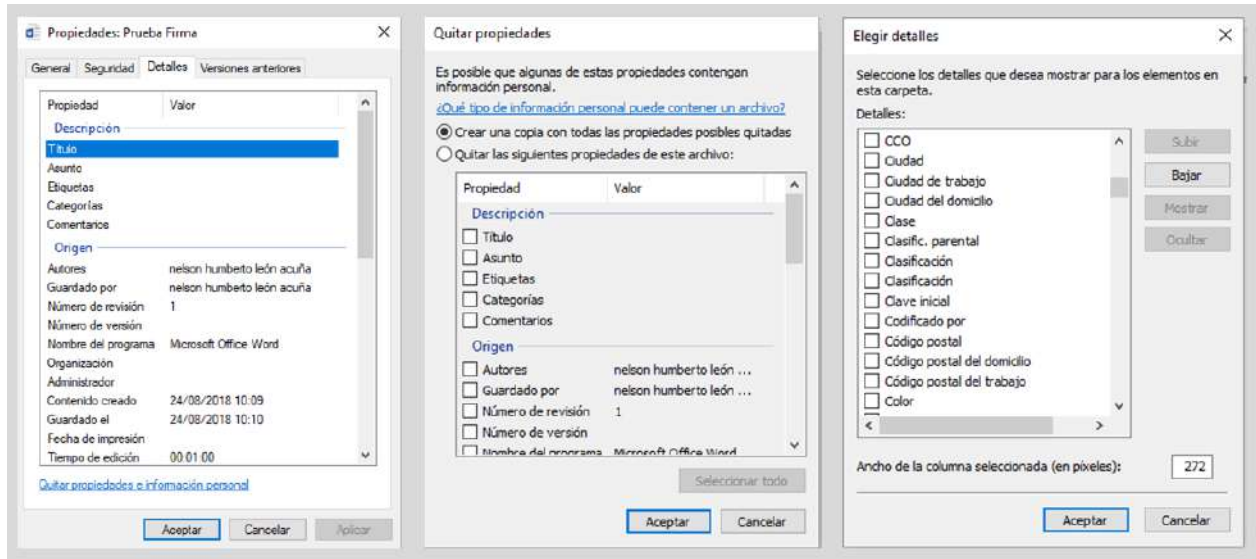 Propiedades: Prueba Firma
General Seguridad Detalles Versiones anteriores
Propiedad Valor
Descripción
Título
Asunto
Etiquetas
Categorías
Comentarios
Origen
Autores nelson humberto león acuña
Guardado por nelson humberto león acuña
Número de revisión 1
Número de versión
Nombre del programa Microsoft Office Word
Organización
Administrador
Contenido creado 24/08/2018 10:09
Guardado el 24/08/2018 10:10
Fecha de impresión
Tiempo de edición 00:01:00
Quitar propiedades e información personal
Aceptar Cancelar Aplicar
Quitar propiedades
Es posible que algunas de estas propiedades contengan
información personal.
¿Qué tipo de información personal puede contener un archivo?
Crear una copia con todas las propiedades posibles quitadas
Quitar las siguientes propiedades de este archivo:
Propiedad Valor
Descripción
Título
Asunto
Etiquetas
Categorías
Comentarios
Origen
Autores nelson humberto león ...
Guardado por nelson humberto león ...
Número de revisión 1
Número de versión
Nombre del programa Microsoft Office Word
Seleccionar todo
Aceptar Cancelar
Elegir detalles
Seleccione los detalles que desea mostrar para los elementos en
esta carpeta.
Detalles:
CCO
Ciudad
Ciudad de trabajo
Ciudad del domicilio
Clase
Clasific. parental
Clasificación
Clasificación
Clave inicial
Codificado por
Código postal
Código postal del domicilio
Código postal del trabajo
Color
Subir
Bajar
Mostrar
Ocultar
Ancho de la columna seleccionada (en píxeles): 272
Aceptar Cancelar